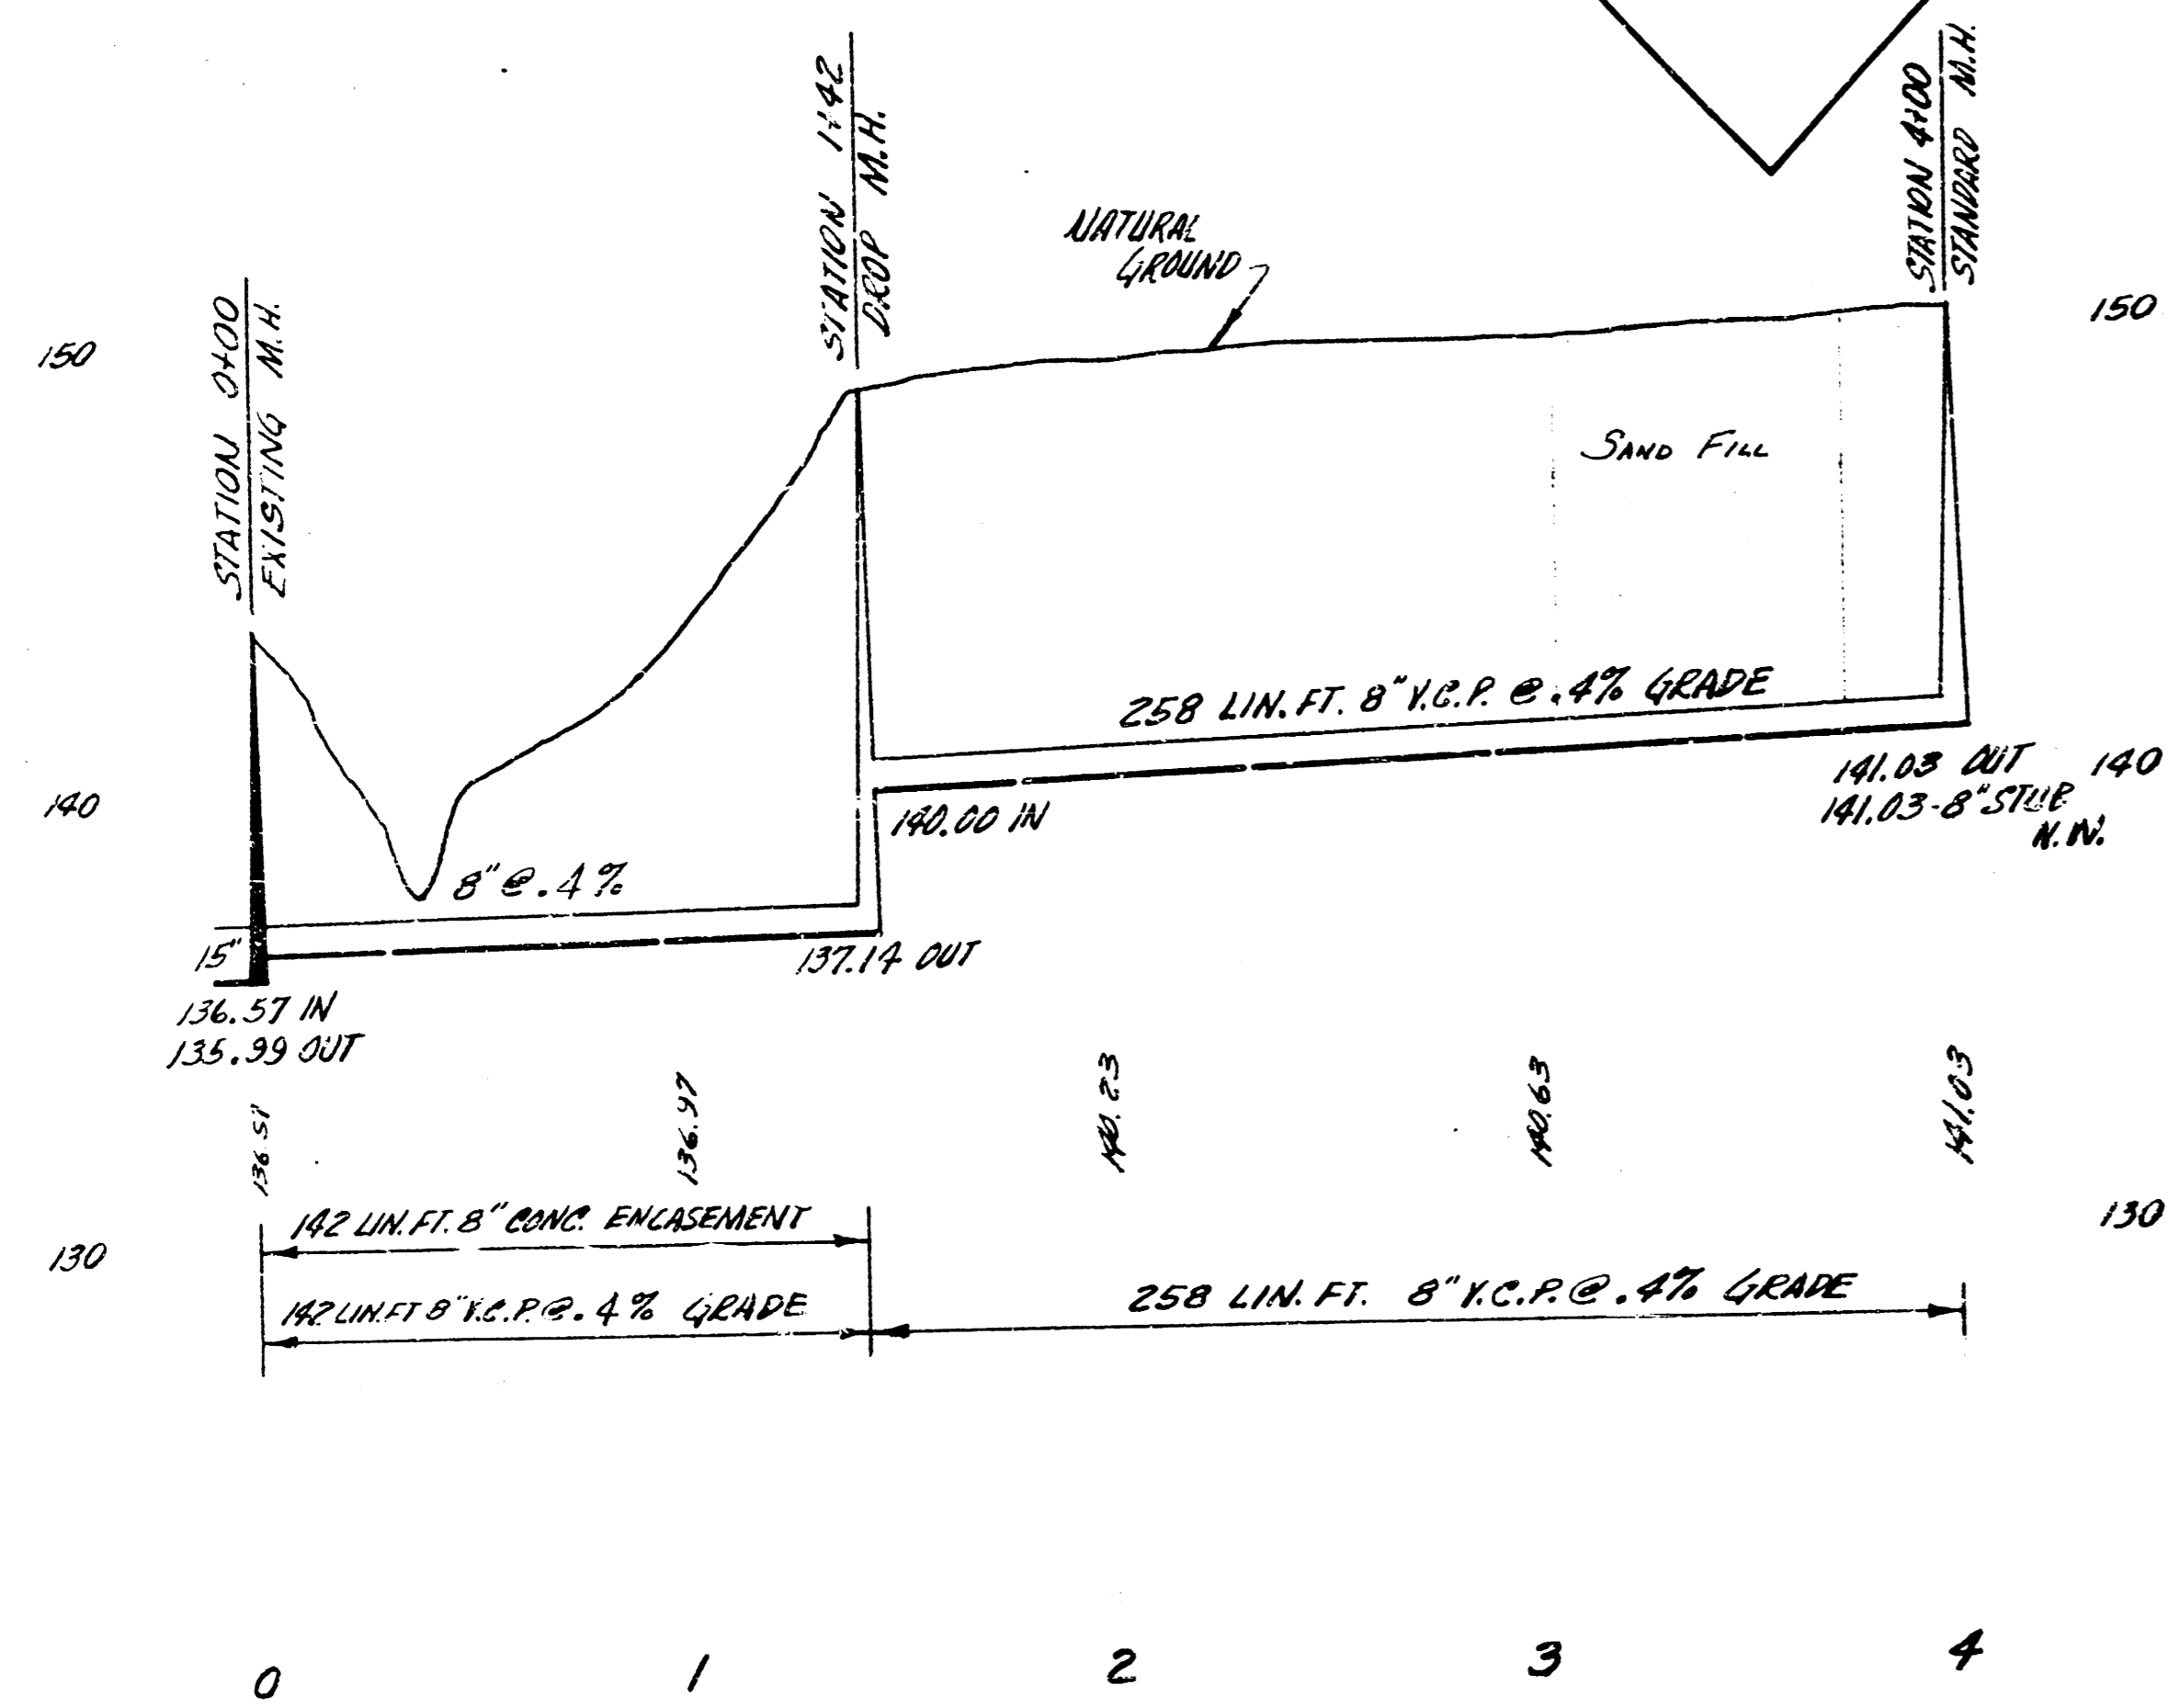 STATION 0+00
EXISTING M.H.
STATION 1+42
DROP M.H.
STATION 4+00
STANDARD M.H.
NATURAL
GROUND
150
150
SAND FILL
258 LIN. FT. 8" V.C.P. @ .4% GRADE
140
140
141.03 OUT
141.03-8" STUB
N.W.
140.00 IN
8" @ .4%
15"
137.14 OUT
136.57 IN
135.99 OUT
136.57
136.97
140.23
140.63
141.03
130
130
142 LIN. FT. 8" CONC. ENCASEMENT
142 LIN. FT 8" V.C.P. @ .4% GRADE
258 LIN. FT. 8" V.C.P. @ .4% GRADE
0 1 2 3 4